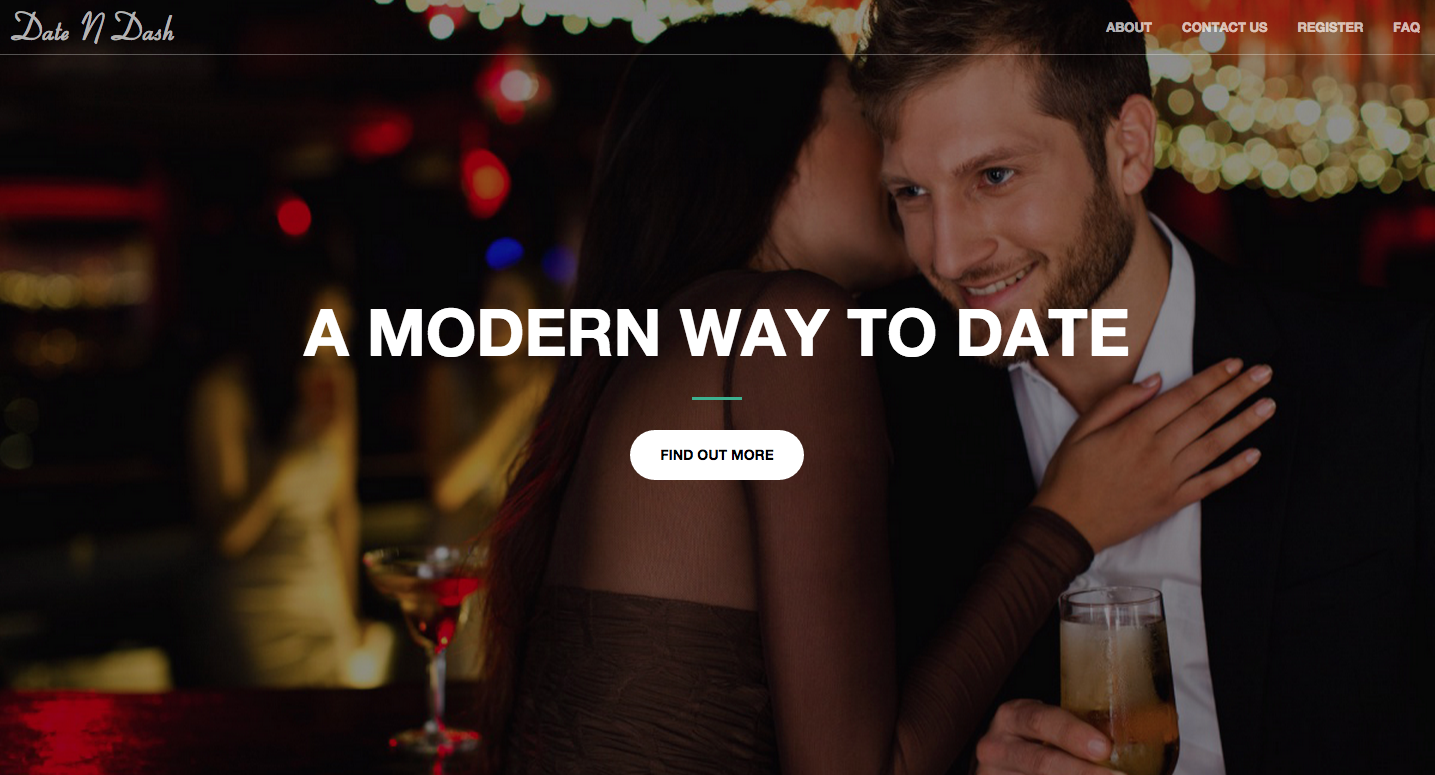 Date N Dash
ABOUT CONTACT US REGISTER FAQ
A MODERN WAY TO DATE
FIND OUT MORE